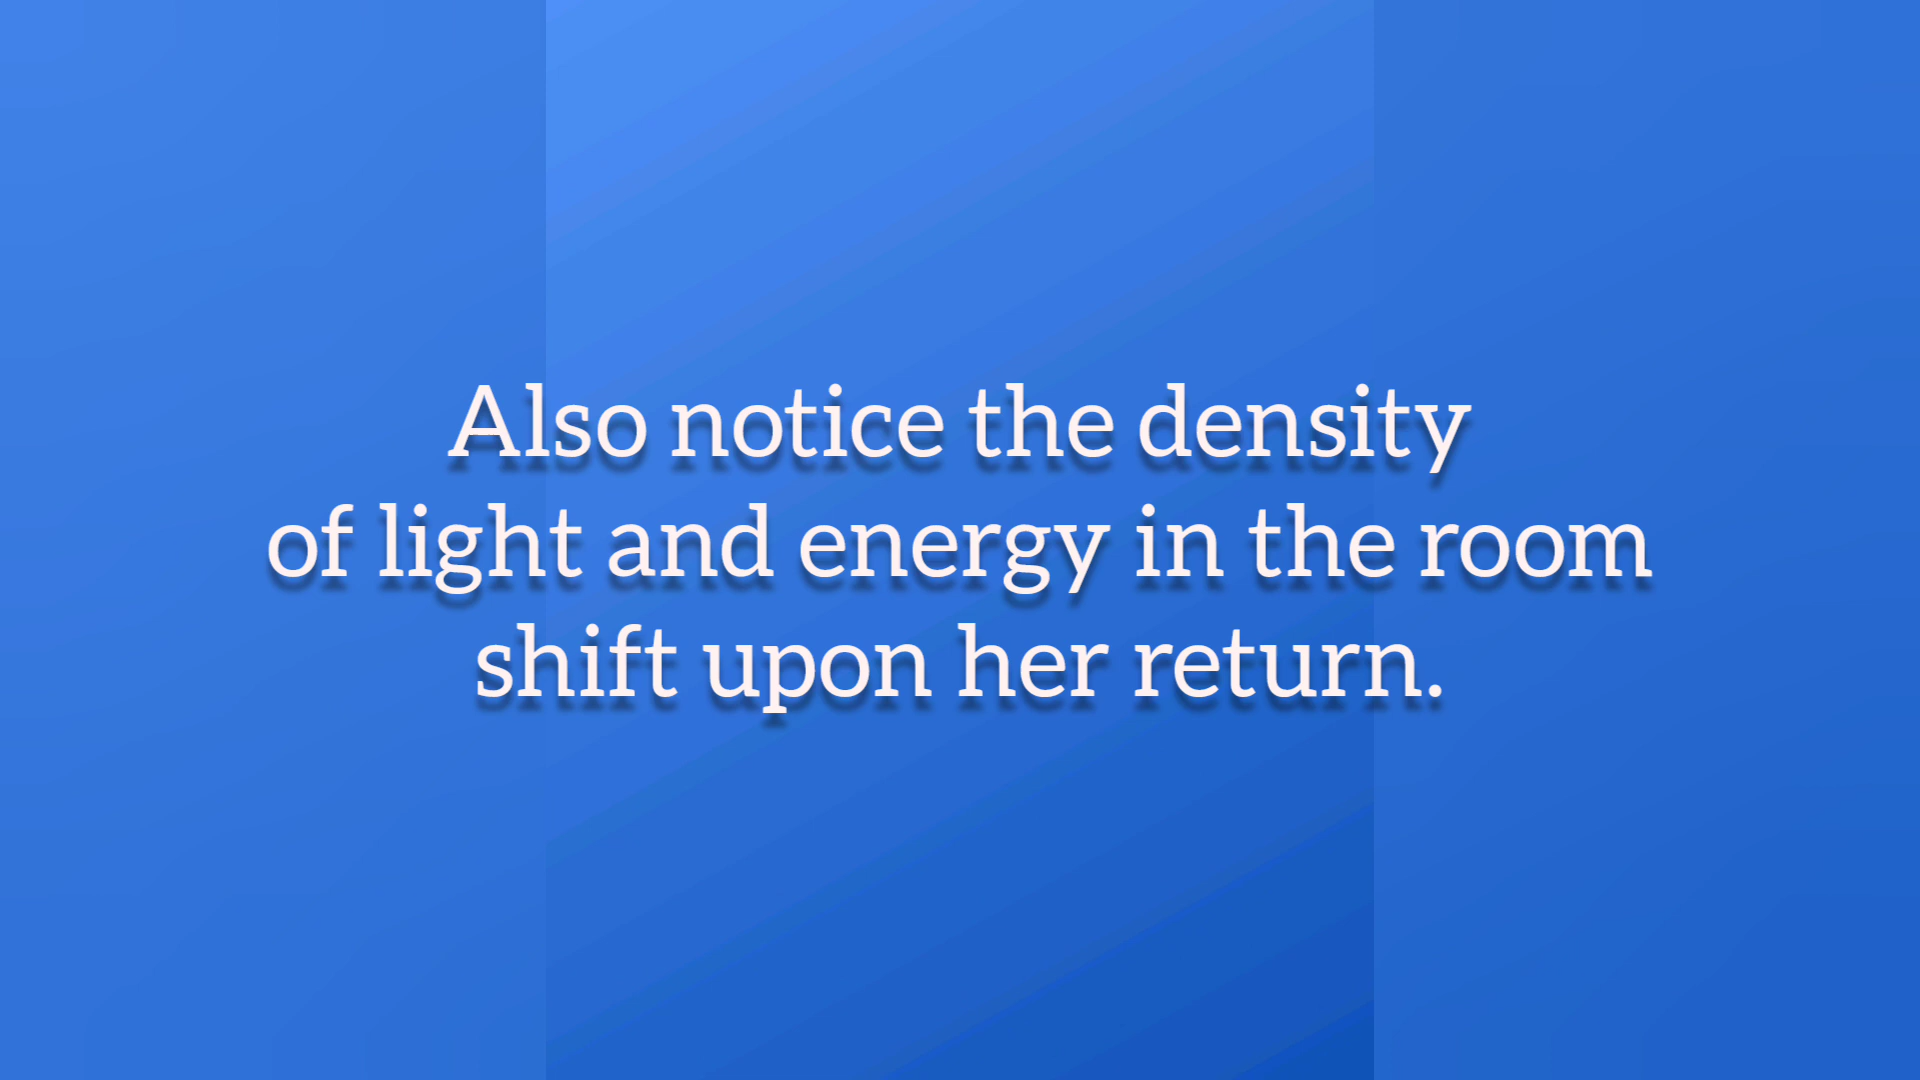 Also notice the density
of light and energy in the room
shift upon her return.